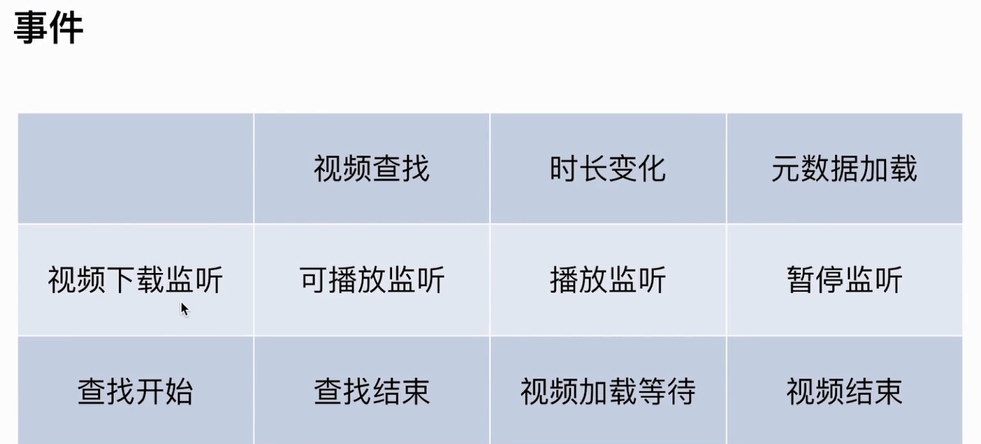 事件
视频查找 时长变化 元数据加载
视频下载监听 可播放监听 播放监听 暂停监听
查找开始 查找结束 视频加载等待 视频结束